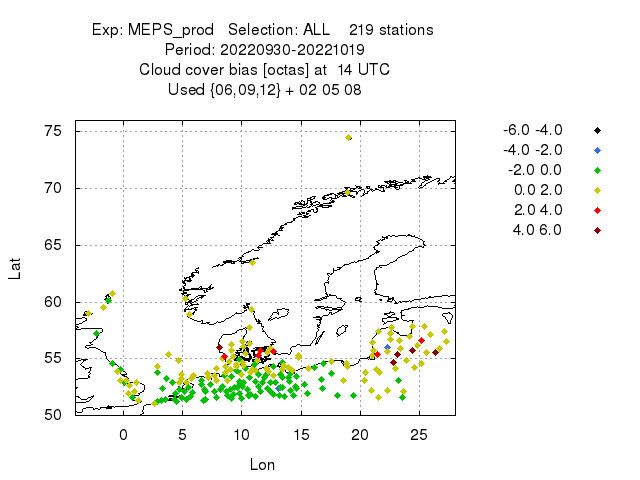 Exp: MEPS_prod   Selection: ALL    219 stations
Period: 20220930-20221019
Cloud cover bias [octas] at  14 UTC
Used {06,09,12} + 02 05 08
-6.0 -4.0
-4.0 -2.0
-2.0 0.0
0.0 2.0
2.0 4.0
4.0 6.0
75
70
65
60
55
50
Lat
0 5 10 15 20 25
Lon